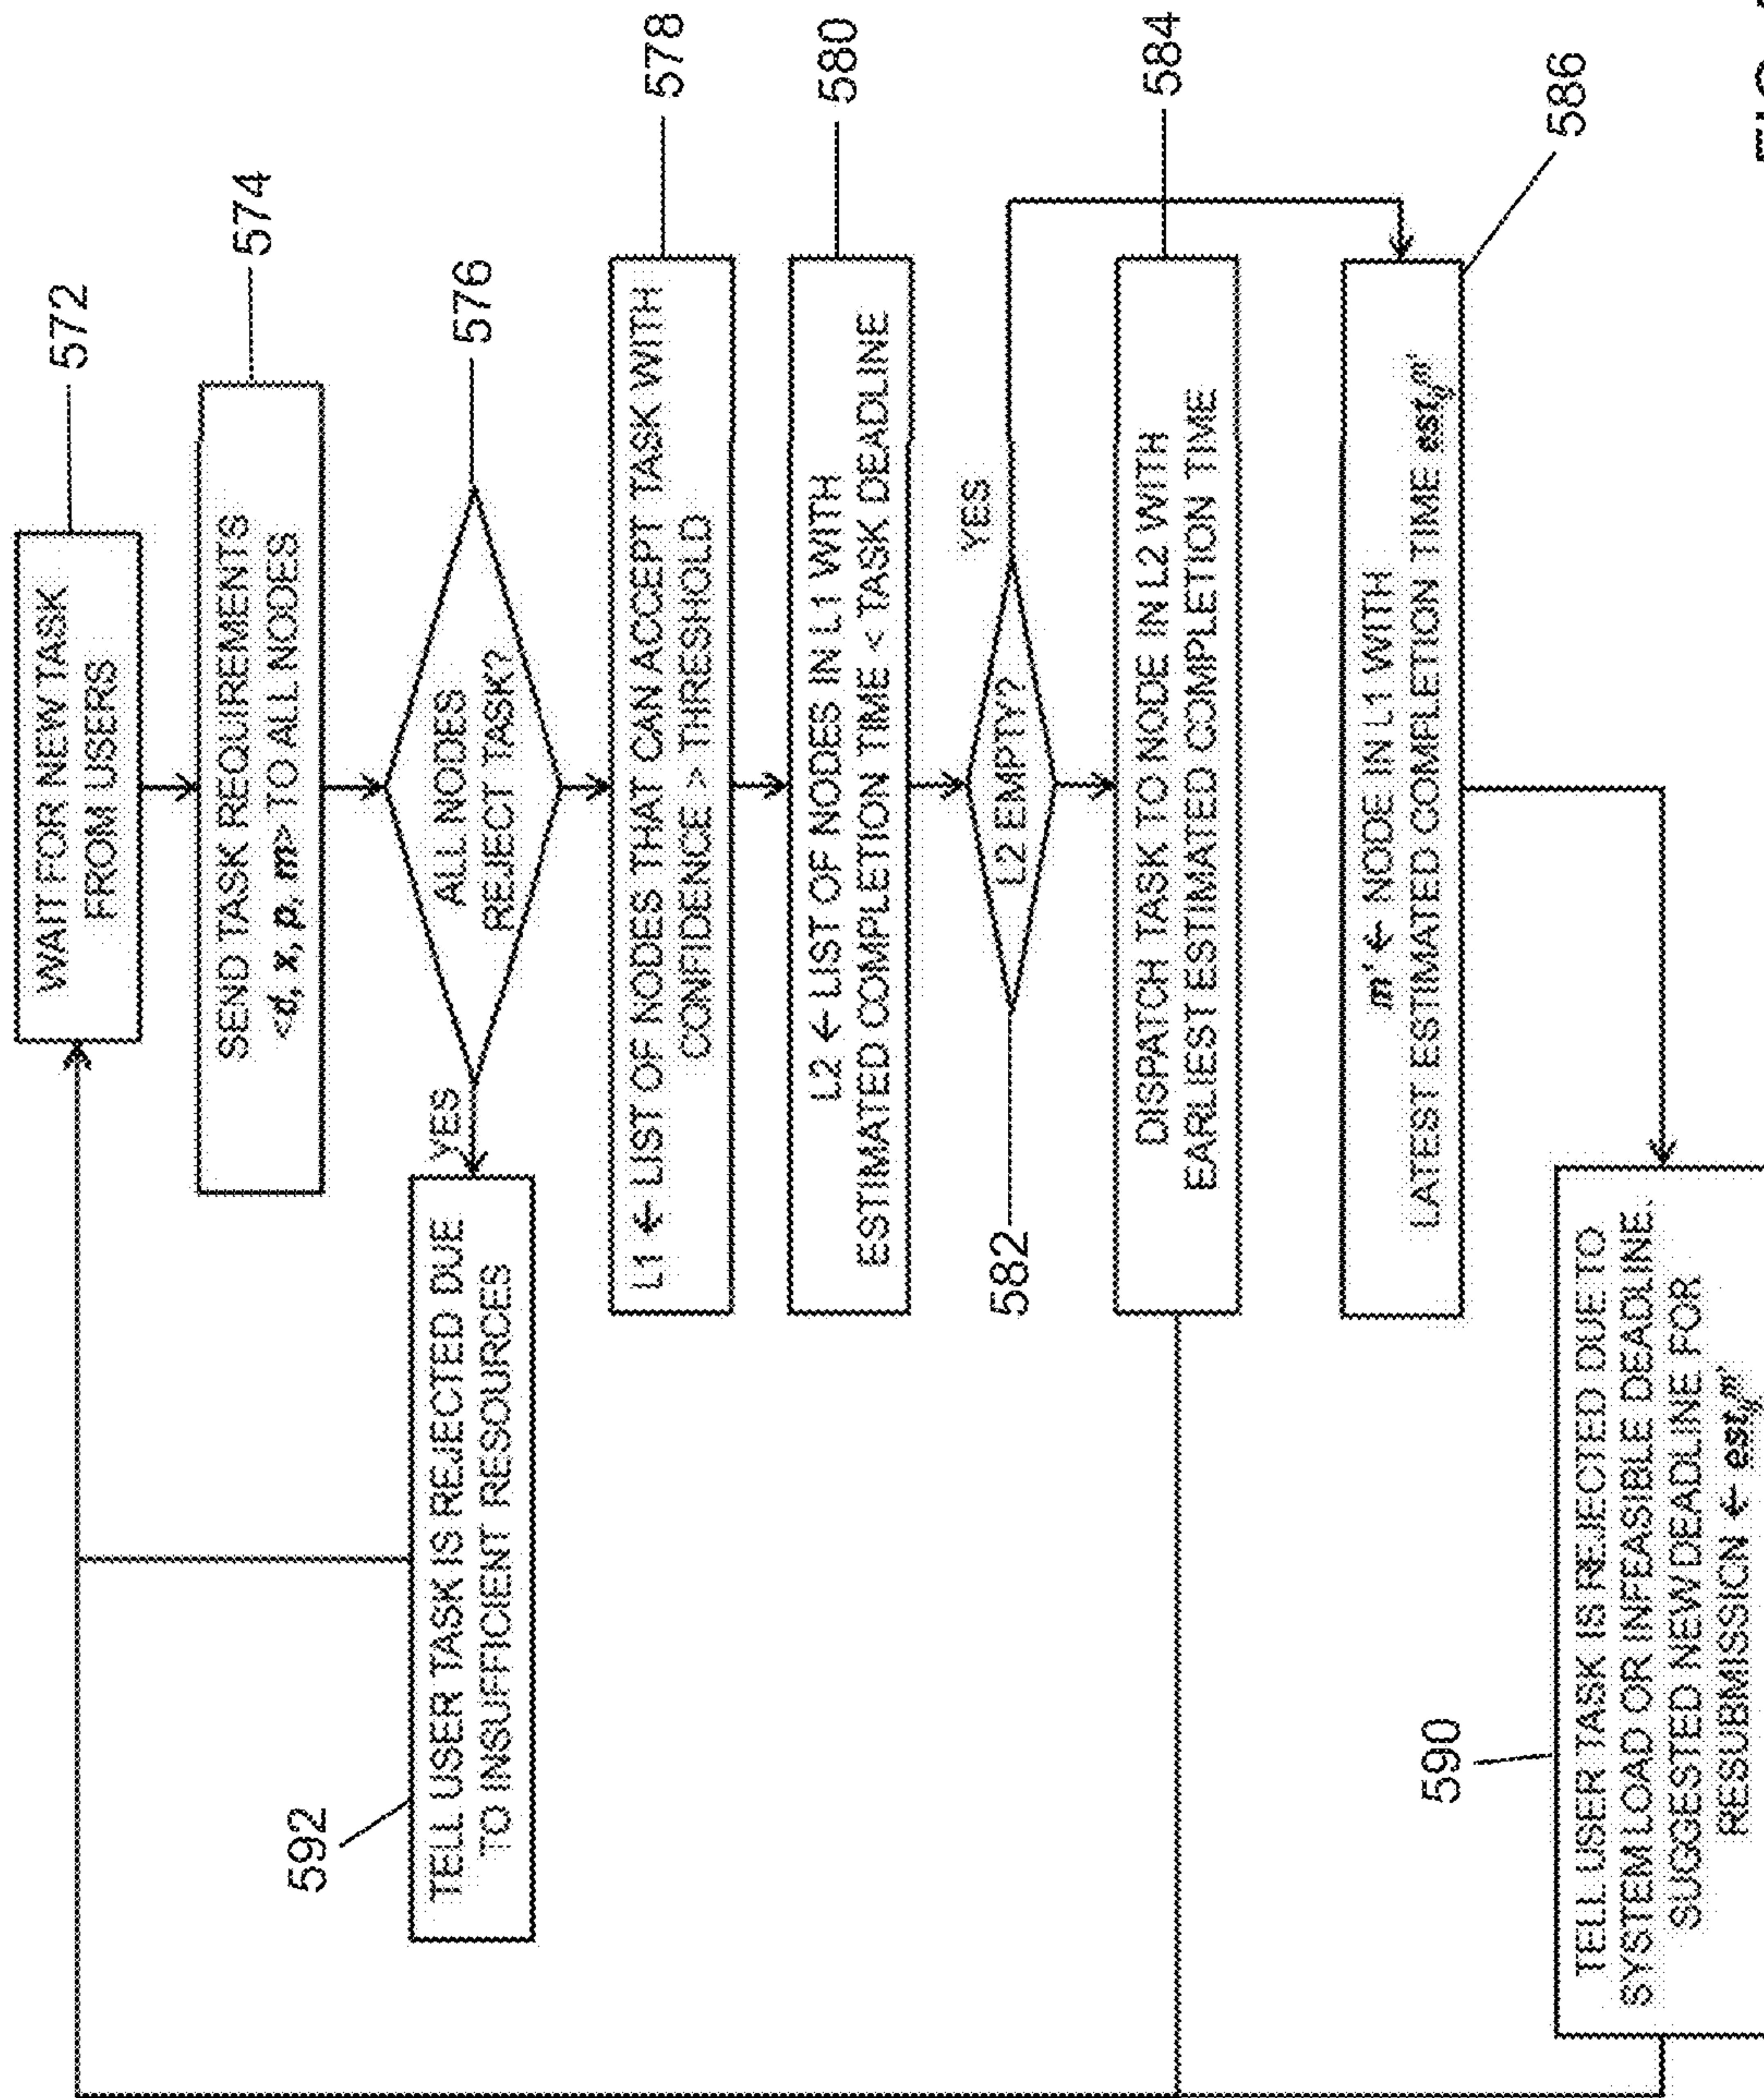 WAIT FOR NEW TASK
FROM USERS
572
SEND TASK REQUIREMENTS
<d, x, p, m> TO ALL NODES
574
ALL NODES
REJECT TASK?
576
YES
TELL USER TASK IS REJECTED DUE
TO INSUFFICIENT RESOURCES
592
L1 ← LIST OF NODES THAT CAN ACCEPT TASK WITH
CONFIDENCE > THRESHOLD
578
L2 ← LIST OF NODES IN L1 WITH
ESTIMATED COMPLETION TIME < TASK DEADLINE
580
L2 EMPTY?
YES
582
DISPATCH TASK TO NODE IN L2 WITH
EARLIEST ESTIMATED COMPLETION TIME
584
m' ← NODE IN L1 WITH
LATEST ESTIMATED COMPLETION TIME est_ij^m'
586
TELL USER TASK IS REJECTED DUE TO
SYSTEM LOAD OR INFEASIBLE DEADLINE.
SUGGESTED NEW DEADLINE FOR
RESUBMISSION ← est_ij^m'
590